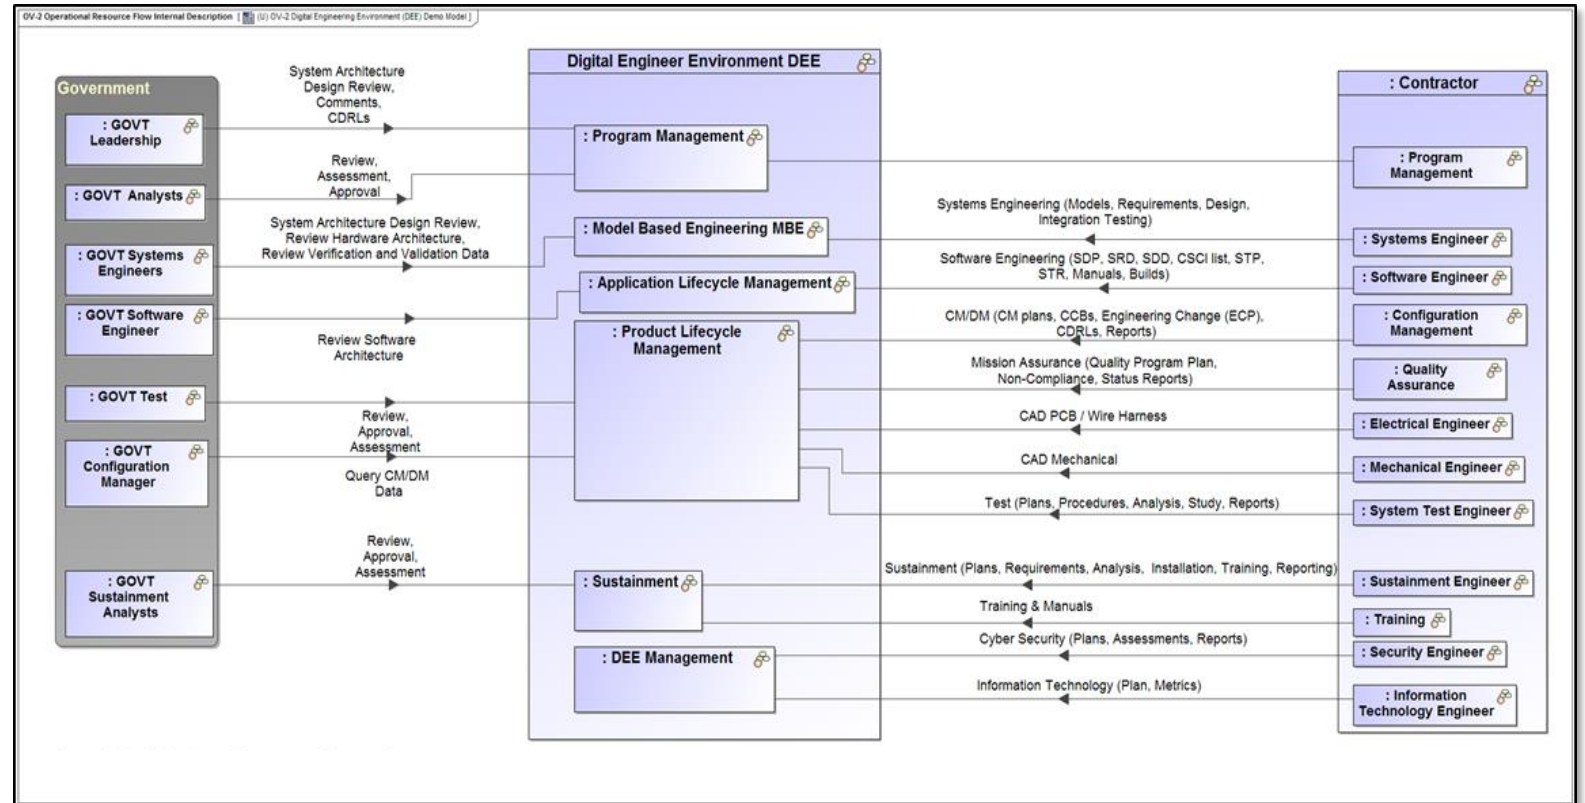 OV-2 Operational Resource Flow Internal Description [ (U) OV-2 Digital Engineering Environment (DEE) Demo Model ]
Government
: GOVT
Leadership
: GOVT Analysts
: GOVT Systems
Engineers
: GOVT Software
Engineer
: GOVT Test
: GOVT
Configuration
Manager
: GOVT
Sustainment
Analysts
System Architecture
Design Review,
Comments,
CDRLs
Review,
Assessment,
Approval
System Architecture Design Review,
Review Hardware Architecture,
Review Verification and Validation Data
Review Software
Architecture
Review,
Approval,
Assessment
Query CM/DM
Data
Review,
Approval,
Assessment
Digital Engineer Environment DEE
: Program Management
: Model Based Engineering MBE
: Application Lifecycle Management
: Product Lifecycle
Management
: Sustainment
: DEE Management
Systems Engineering (Models, Requirements, Design,
Integration Testing)
Software Engineering (SDP, SRD, SDD, CSCI list, STP,
STR, Manuals, Builds)
CM/DM (CM plans, CCBs, Engineering Change (ECP),
CDRLs, Reports)
Mission Assurance (Quality Program Plan,
Non-Compliance, Status Reports)
CAD PCB / Wire Harness
CAD Mechanical
Test (Plans, Procedures, Analysis, Study, Reports)
Sustainment (Plans, Requirements, Analysis, Installation, Training, Reporting)
Training & Manuals
Cyber Security (Plans, Assessments, Reports)
Information Technology (Plan, Metrics)
: Contractor
: Program
Management
: Systems Engineer
: Software Engineer
: Configuration
Management
: Quality
Assurance
: Electrical Engineer
: Mechanical Engineer
: System Test Engineer
: Sustainment Engineer
: Training
: Security Engineer
: Information
Technology Engineer